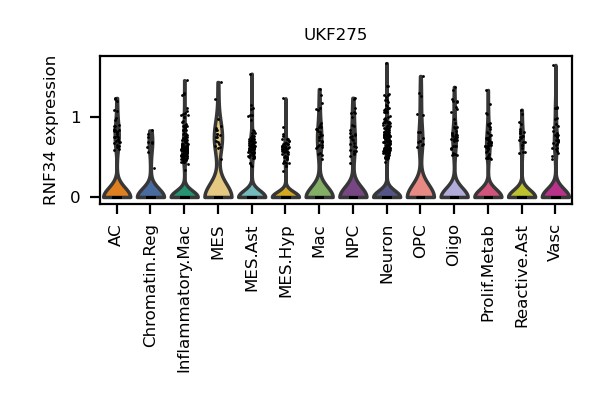 UKF275
RNF34 expression
1
0
AC
Chromatin.Reg
Inflammatory.Mac
MES
MES.Ast
MES.Hyp
Mac
NPC
Neuron
OPC
Oligo
Prolif.Metab
Reactive.Ast
Vasc